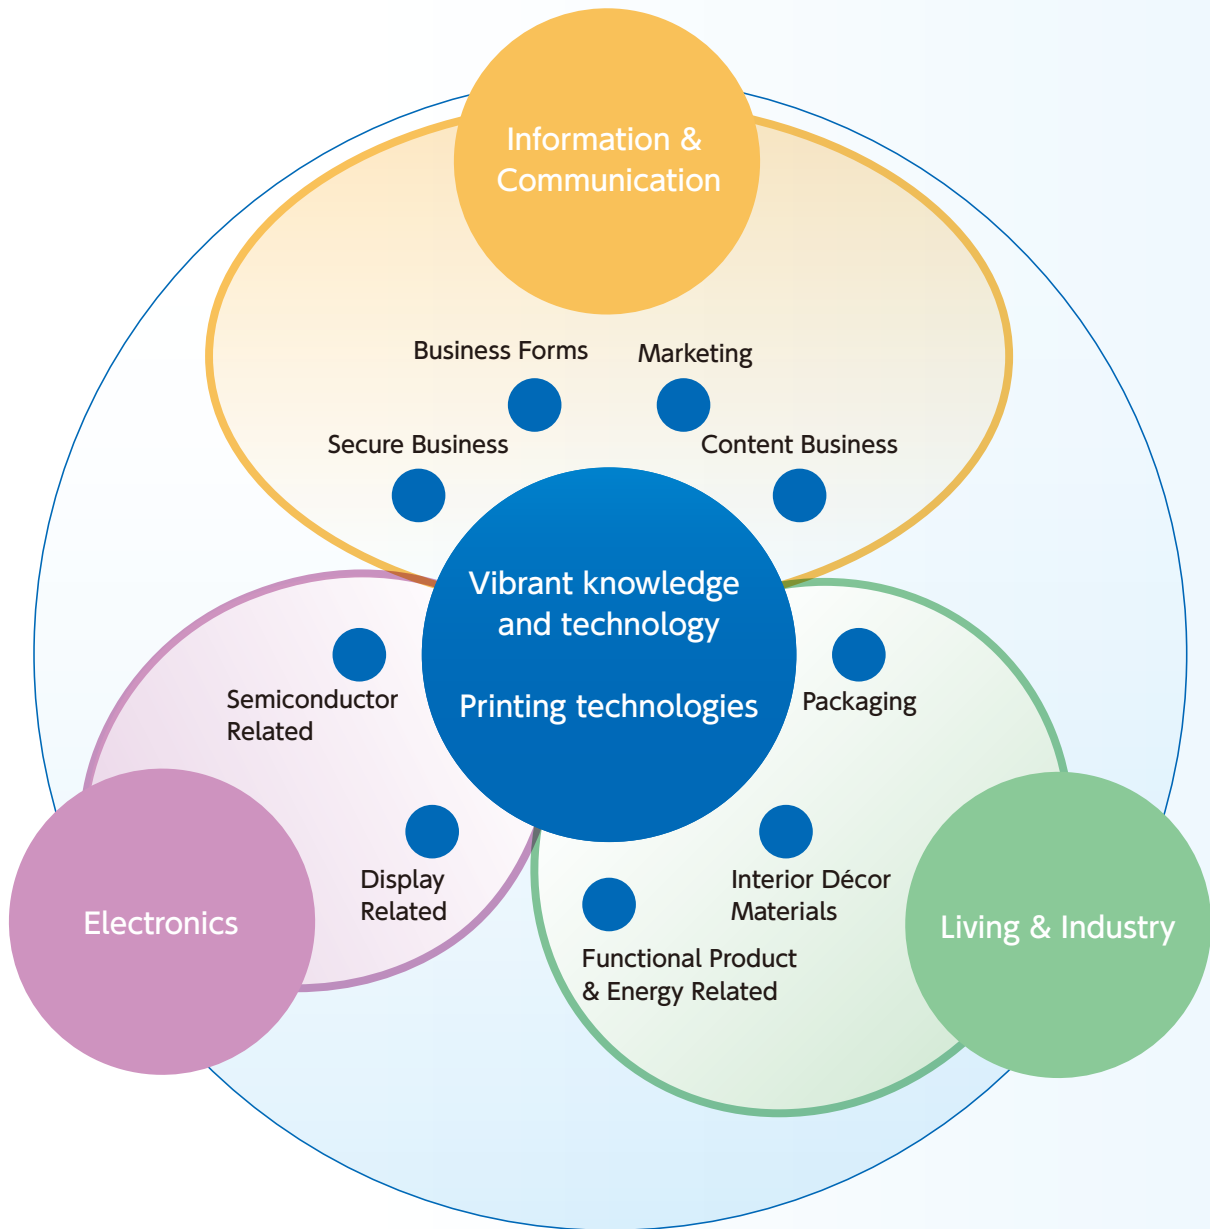 Information &
Communication
Business Forms
Marketing
Secure Business
Content Business
Vibrant knowledge
and technology
Printing technologies
Semiconductor
Related
Packaging
Display
Related
Interior Décor
Materials
Electronics
Living & Industry
Functional Product
& Energy Related